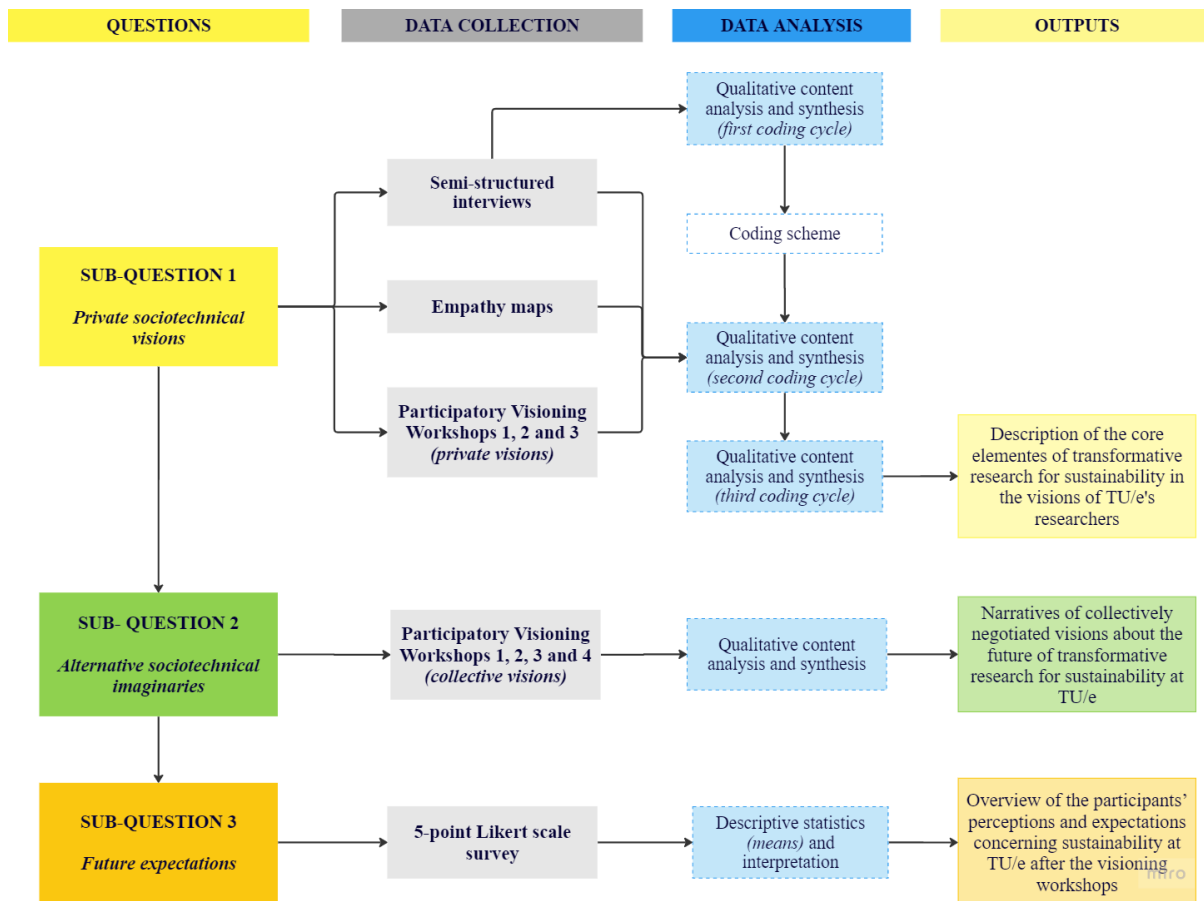 QUESTIONS
DATA COLLECTION
DATA ANALYSIS
OUTPUTS
Qualitative content
analysis and synthesis
(first coding cycle)
Semi-structured
interviews
Coding scheme
SUB-QUESTION 1
Private sociotechnical
visions
Empathy maps
Qualitative content
analysis and synthesis
(second coding cycle)
Participatory Visioning
Workshops 1, 2 and 3
(private visions)
Qualitative content
analysis and synthesis
(third coding cycle)
Description of the core
elementes of transformative
research for sustainability in
the visions of TU/e's
researchers
SUB- QUESTION 2
Alternative sociotechnical
imaginaries
Participatory Visioning
Workshops 1, 2, 3 and 4
(collective visions)
Qualitative content
analysis and synthesis
Narratives of collectively
negotiated visions about the
future of transformative
research for sustainability at
TU/e
SUB-QUESTION 3
Future expectations
5-point Likert scale
survey
Descriptive statistics
(means) and
interpretation
Overview of the participants’
perceptions and expectations
concerning sustainability at
TU/e after the visioning
workshops
miro